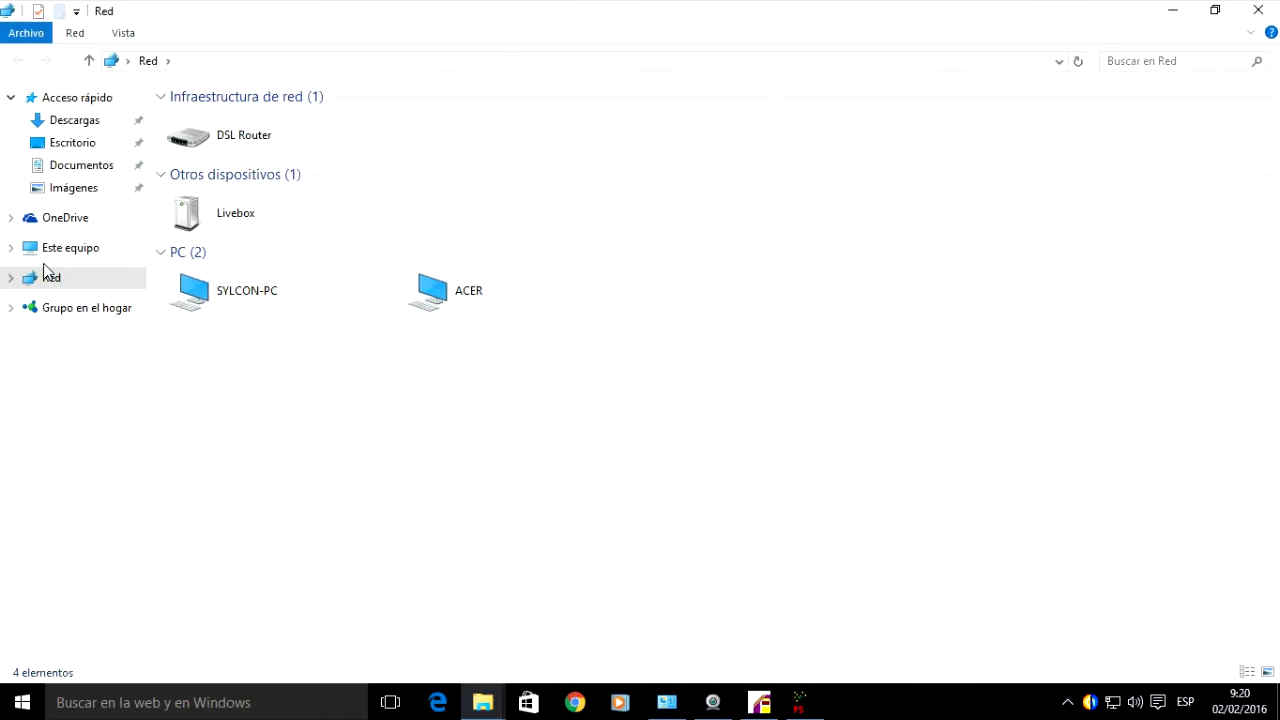 Red
Archivo Red Vista
Red Buscar en Red
Acceso rápido
Descargas
Escritorio
Documentos
Imágenes
OneDrive
Este equipo
Red
Grupo en el hogar
Infraestructura de red (1)
DSL Router
Otros dispositivos (1)
Livebox
PC (2)
SYLCON-PC ACER
4 elementos
Buscar en la web y en Windows
ESP
9:20
02/02/2016